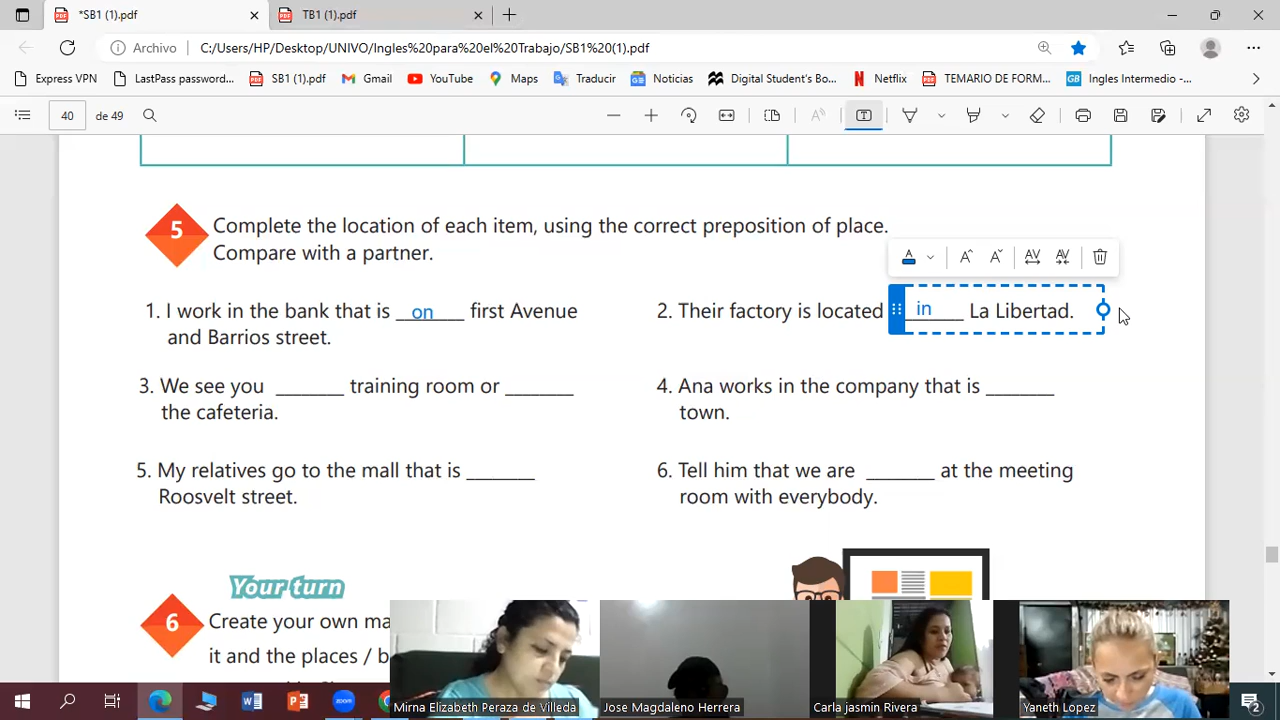 *SB1 (1).pdf
TB1 (1).pdf
Archivo
C:/Users/HP/Desktop/UNIVO/Ingles%20para%20el%20Trabajo/SB1%20(1).pdf
Express VPN
LastPass password...
SB1 (1).pdf
Gmail
YouTube
Maps
Traducir
Noticias
Digital Student's Bo...
Netflix
TEMARIO DE FORM...
Ingles Intermedio -...
40
de 49
5
Complete the location of each item, using the correct preposition of place.
Compare with a partner.
1. I work in the bank that is on first Avenue
and Barrios street.
2. Their factory is located in La Libertad.
3. We see you _______ training room or _______
the cafeteria.
4. Ana works in the company that is _______
town.
5. My relatives go to the mall that is _______
Roosvelt street.
6. Tell him that we are _______ at the meeting
room with everybody.
Your turn
6
Create your own ma
it and the places / b
Mirna Elizabeth Peraza de Villeda
Jose Magdaleno Herrera
Carla jasmin Rivera
Yaneth Lopez